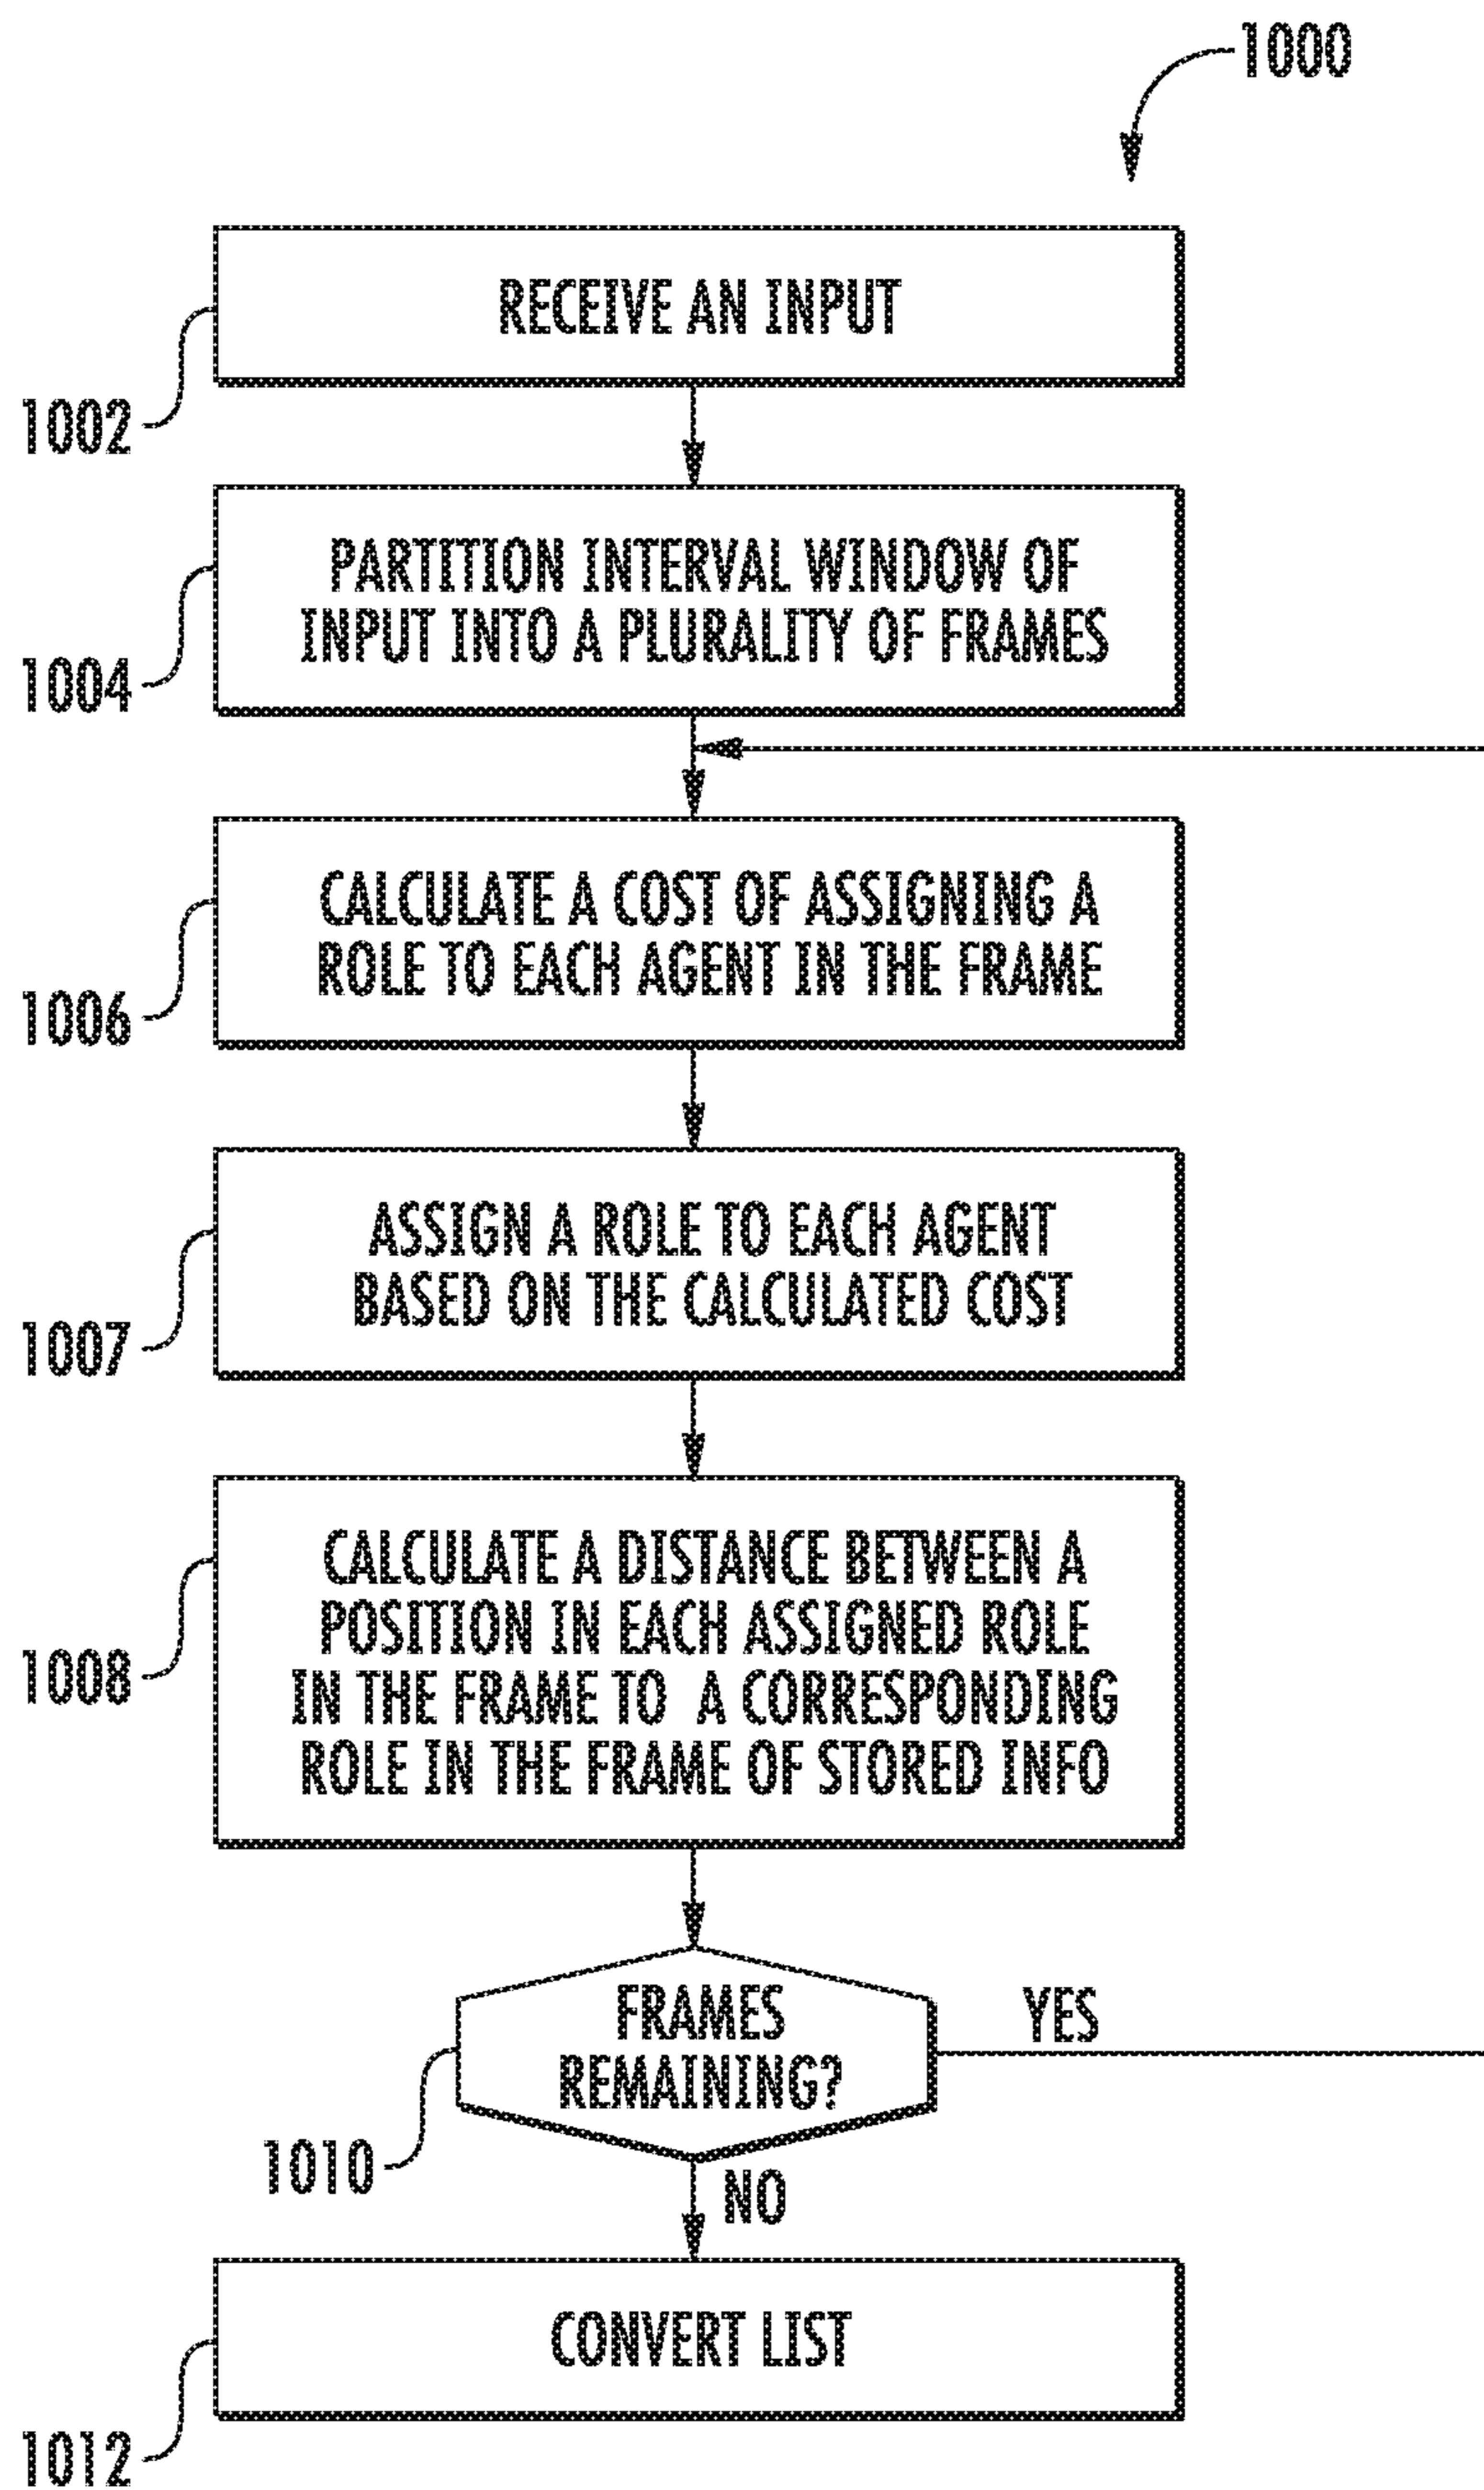 1000
RECEIVE AN INPUT
1002
PARTITION INTERVAL WINDOW OF
INPUT INTO A PLURALITY OF FRAMES
1004
CALCULATE A COST OF ASSIGNING A
ROLE TO EACH AGENT IN THE FRAME
1006
ASSIGN A ROLE TO EACH AGENT
BASED ON THE CALCULATED COST
1007
CALCULATE A DISTANCE BETWEEN A
POSITION IN EACH ASSIGNED ROLE
IN THE FRAME TO A CORRESPONDING
ROLE IN THE FRAME OF STORED INFO
1008
FRAMES
REMAINING?
YES
1010
NO
CONVERT LIST
1012